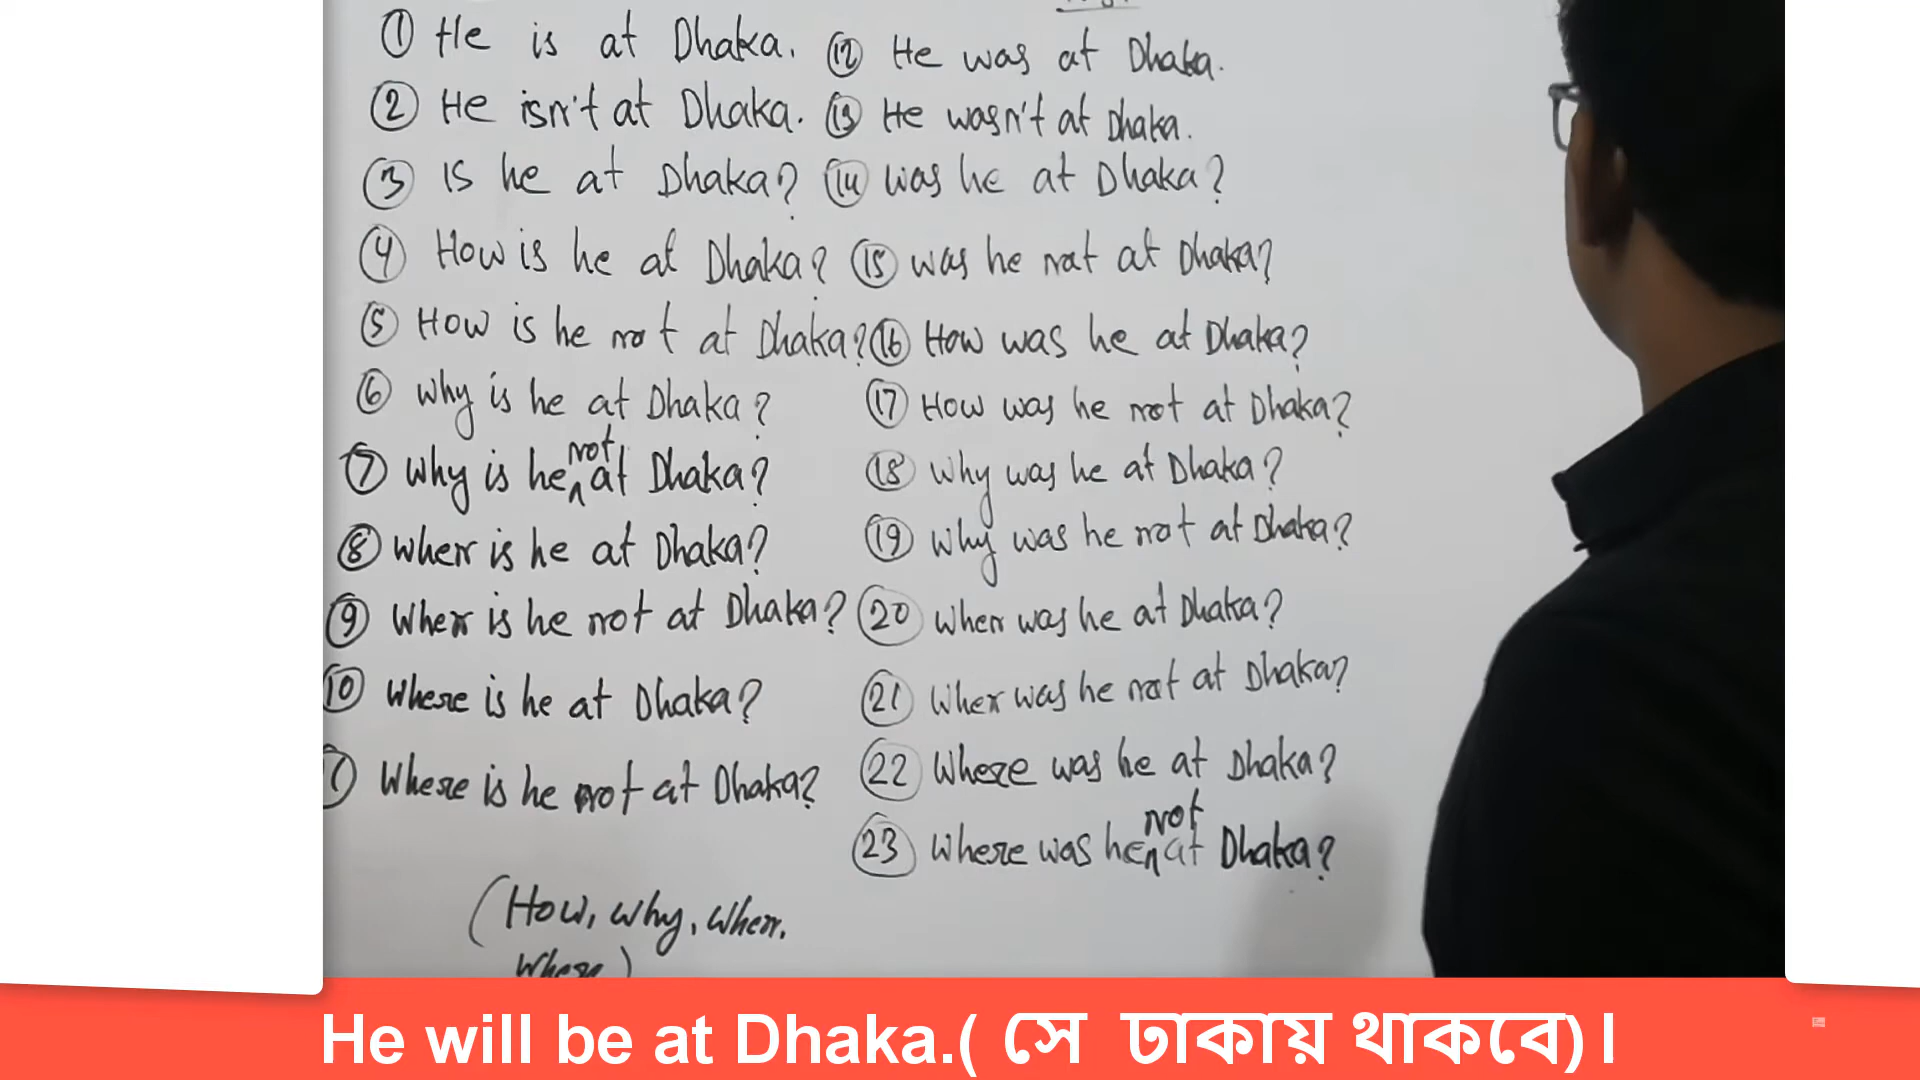 ① He is at Dhaka.
② He isn't at Dhaka.
③ Is he at Dhaka?
④ How is he at Dhaka?
⑤ How is he not at Dhaka?
⑥ Why is he at Dhaka?
⑦ Why is he not at Dhaka?
⑧ When is he at Dhaka?
⑨ When is he not at Dhaka?
⑩ Where is he at Dhaka?
Where is he not at Dhaka?
(How, Why, When,
Where)
⑫ He was at Dhaka.
⑬ He wasn't at Dhaka.
⑭ Was he at Dhaka?
⑮ Was he not at Dhaka?
⑯ How was he at Dhaka?
⑰ How was he not at Dhaka?
⑱ Why was he at Dhaka?
⑲ Why was he not at Dhaka?
⑳ When was he at Dhaka?
㉑ When was he not at Dhaka?
㉒ Where was he at Dhaka?
㉓ Where was he not at Dhaka?
He will be at Dhaka.( সে ঢাকায় থাকবে)।